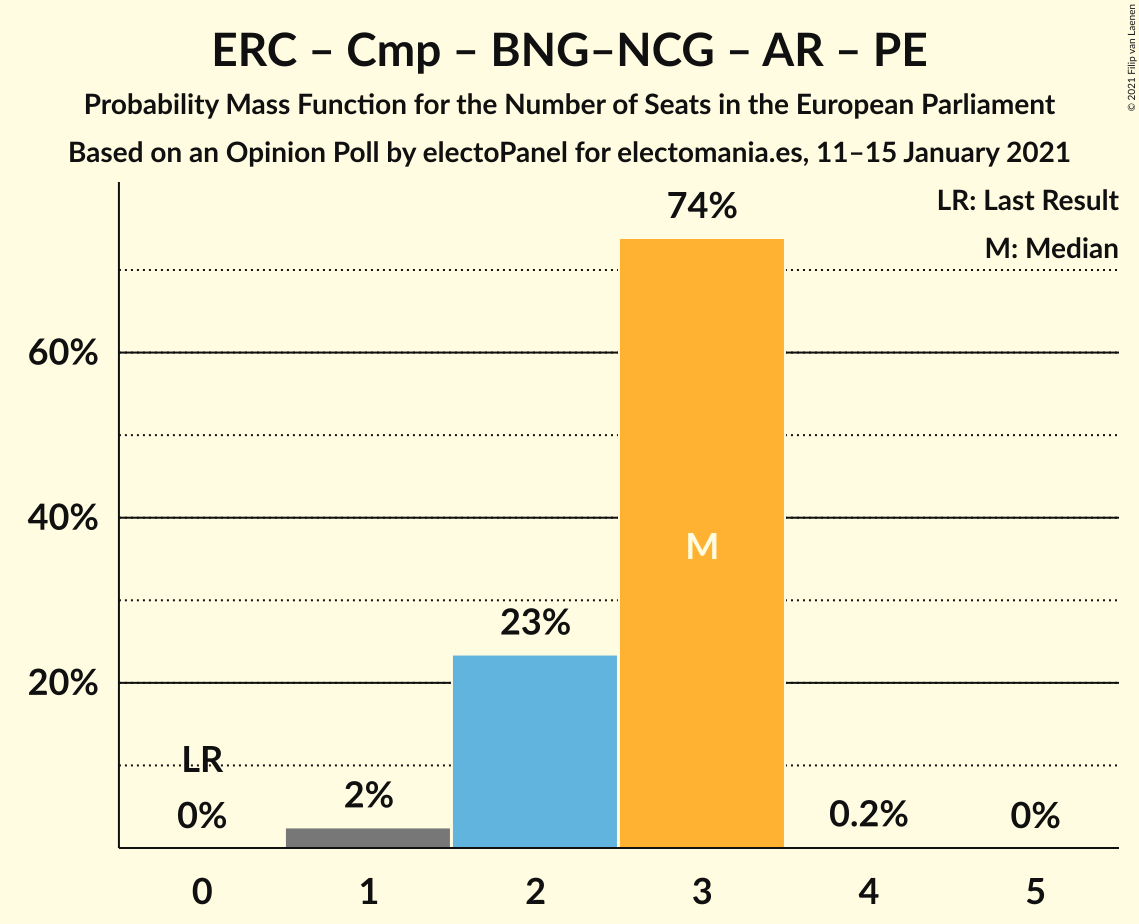 ERC – Cmp – BNG–NCG – AR – PE
Probability Mass Function for the Number of Seats in the European Parliament
Based on an Opinion Poll by electoPanel for electomania.es, 11–15 January 2021
© 2021 Filip van Laenen
LR: Last Result
M: Median
74%
60%
40%
M
23%
20%
LR
0%
2%
0.2%
0%
0 1 2 3 4 5